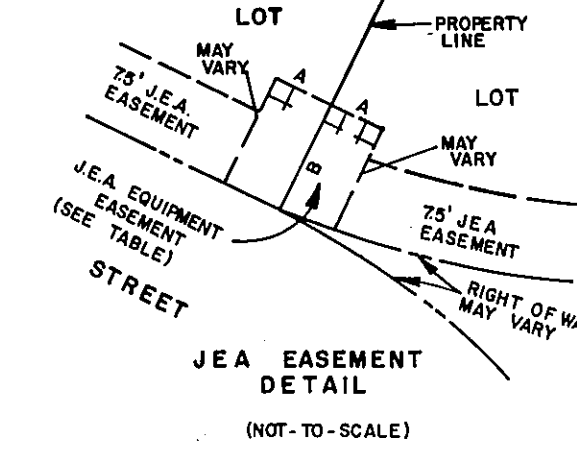 LOT
PROPERTY
LINE
MAY
VARY
A
A
LOT
7.5' J.E.A.
EASEMENT
MAY
VARY
B
J.E.A. EQUIPMENT
EASEMENT
(SEE TABLE)
7.5' JEA
EASEMENT
STREET
RIGHT OF WA
MAY VARY
JEA EASEMENT
DETAIL
(NOT-TO-SCALE)